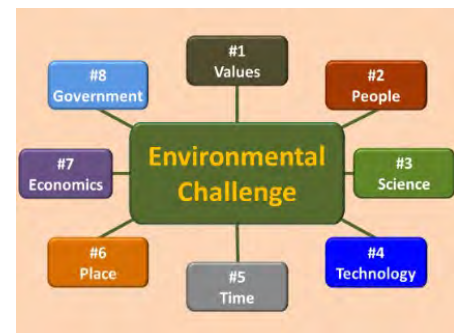 #1
Values
#2
People
#3
Science
#4
Technology
#5
Time
#6
Place
#7
Economics
#8
Government
Environmental
Challenge